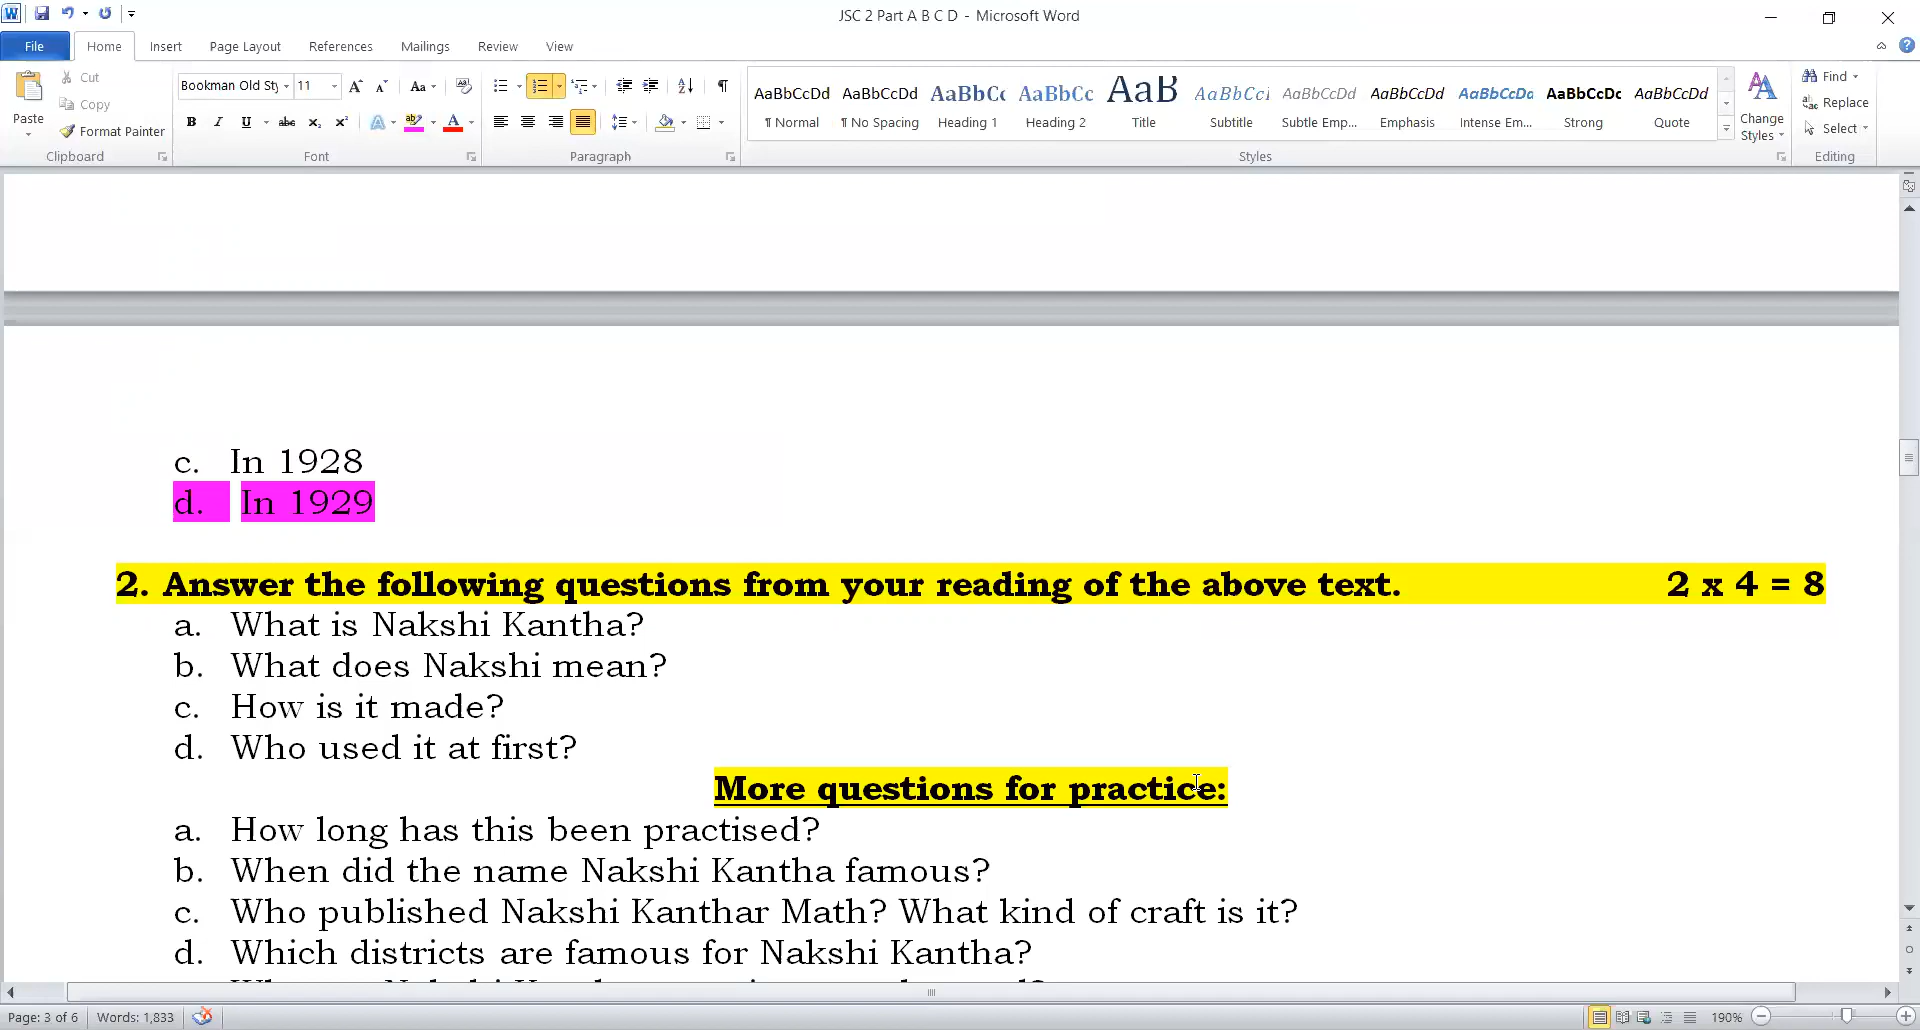 JSC 2 Part A B C D - Microsoft Word
File Home Insert Page Layout References Mailings Review View
Paste
Cut
Copy
Format Painter
Clipboard
Bookman Old Sty 11
Font
Paragraph
AaBbCcDd AaBbCcDd AaBbCc AaBbCc AaB AaBbCcI AaBbCcDd AaBbCcDd AaBbCcDd AaBbCcDc AaBbCcDd
¶ Normal ¶ No Spacing Heading 1 Heading 2 Title Subtitle Subtle Emp... Emphasis Intense Em... Strong Quote
Styles
Change
Styles
Find
Replace
Select
Editing
c. In 1928
d. In 1929
2. Answer the following questions from your reading of the above text. 2 x 4 = 8
a. What is Nakshi Kantha?
b. What does Nakshi mean?
c. How is it made?
d. Who used it at first?
More questions for practice:
a. How long has this been practised?
b. When did the name Nakshi Kantha famous?
c. Who published Nakshi Kanthar Math? What kind of craft is it?
d. Which districts are famous for Nakshi Kantha?
Page: 3 of 6 Words: 1,833 190%